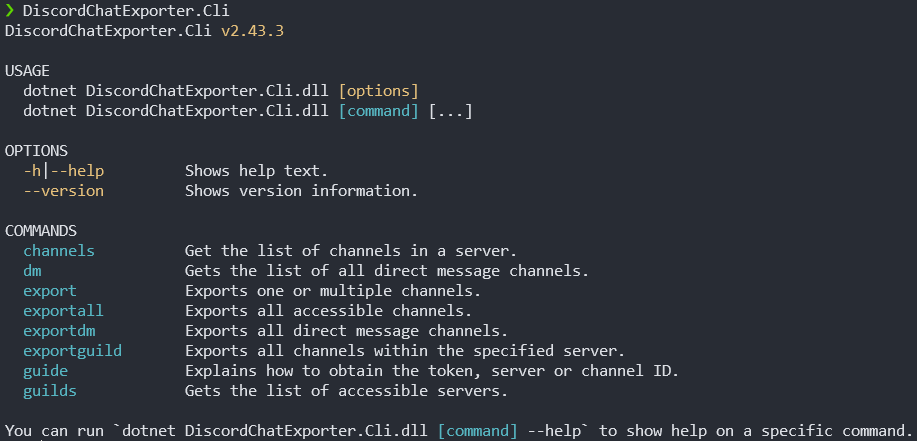 ❯ DiscordChatExporter.Cli
DiscordChatExporter.Cli v2.43.3
USAGE
dotnet DiscordChatExporter.Cli.dll [options]
dotnet DiscordChatExporter.Cli.dll [command] [...]
OPTIONS
-h|--help Shows help text.
--version Shows version information.
COMMANDS
channels Get the list of channels in a server.
dm Gets the list of all direct message channels.
export Exports one or multiple channels.
exportall Exports all accessible channels.
exportdm Exports all direct message channels.
exportguild Exports all channels within the specified server.
guide Explains how to obtain the token, server or channel ID.
guilds Gets the list of accessible servers.
You can run `dotnet DiscordChatExporter.Cli.dll [command] --help` to show help on a specific command.